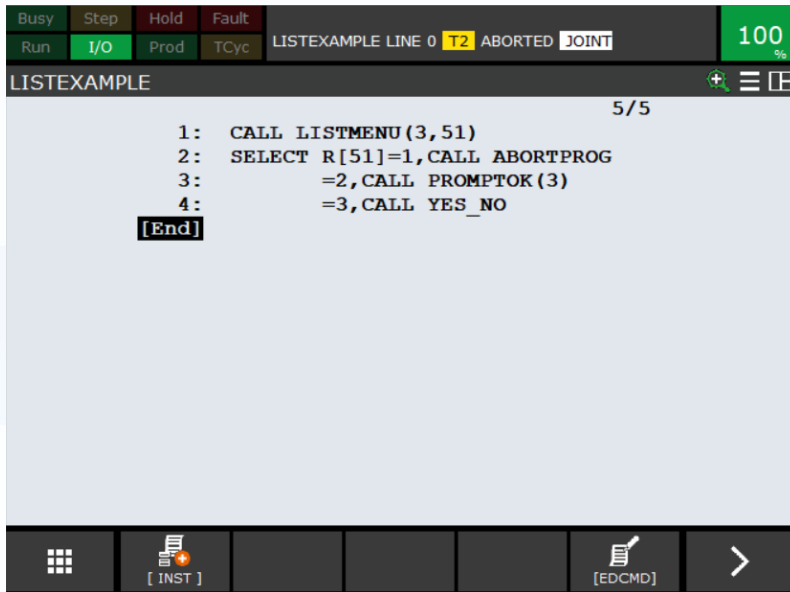 Busy Step Hold Fault
Run I/O Prod TCyc
LISTEXAMPLE LINE 0 T2 ABORTED JOINT
100
%
LISTEXAMPLE
5/5
1: CALL LISTMENU(3,51)
2: SELECT R[51]=1,CALL ABORTPROG
3: =2,CALL PROMPTOK(3)
4: =3,CALL YES_NO
[End]
[ INST ]
[EDCMD]